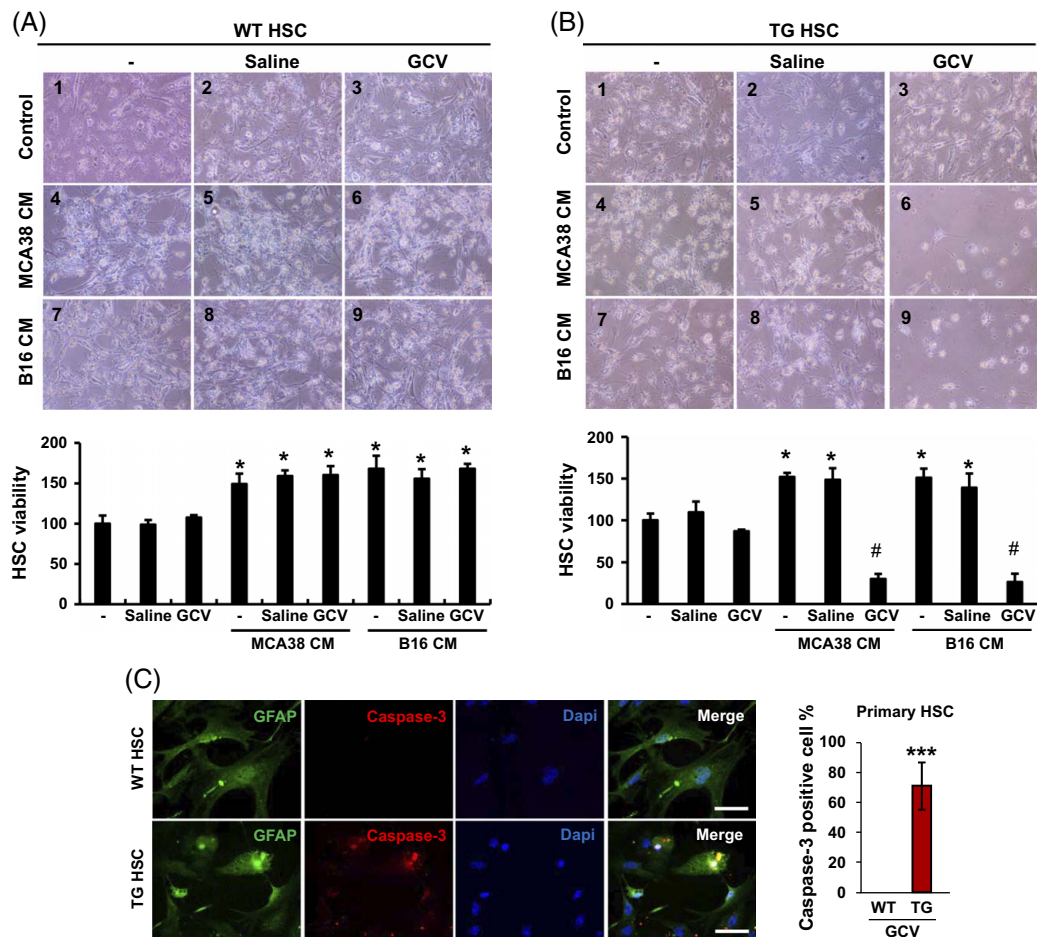 (A)
WT HSC
- Saline GCV
Control
1 2 3
MCA38 CM
4 5 6
B16 CM
7 8 9
HSC viability
200
150
100
50
0
* * * * * *
- Saline GCV - Saline GCV - Saline GCV
MCA38 CM B16 CM
(B)
TG HSC
- Saline GCV
Control
1 2 3
MCA38 CM
4 5 6
B16 CM
7 8 9
HSC viability
200
150
100
50
0
* * # * * #
- Saline GCV - Saline GCV - Saline GCV
MCA38 CM B16 CM
(C)
WT HSC
GFAP Caspase-3 Dapi Merge
TG HSC
GFAP Caspase-3 Dapi Merge
Primary HSC
Caspase-3 positive cell %
100
80
60
40
20
0
***
WT TG
GCV